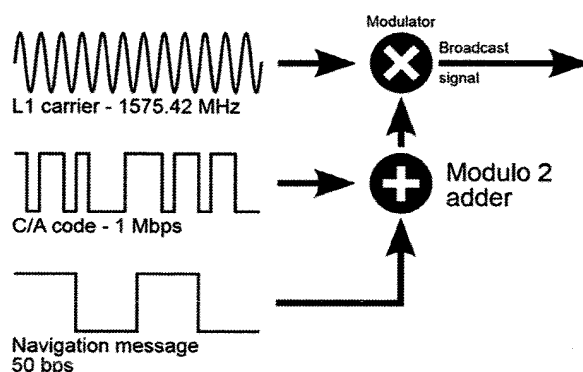 Modulator
Broadcast
signal
L1 carrier - 1575.42 MHz
Modulo 2
adder
C/A code - 1 Mbps
Navigation message
50 bps